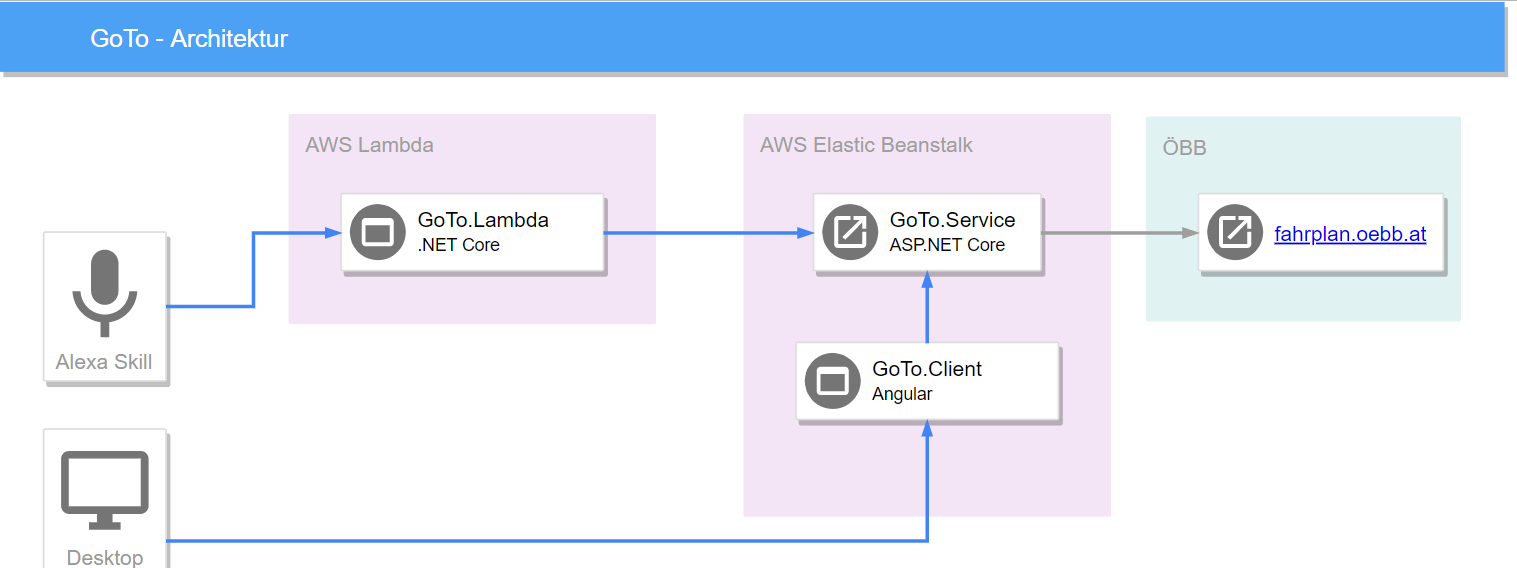 GoTo - Architektur
AWS Lambda
AWS Elastic Beanstalk
ÖBB
GoTo.Lambda
.NET Core
GoTo.Service
ASP.NET Core
fahrplan.oebb.at
Alexa Skill
GoTo.Client
Angular
Desktop